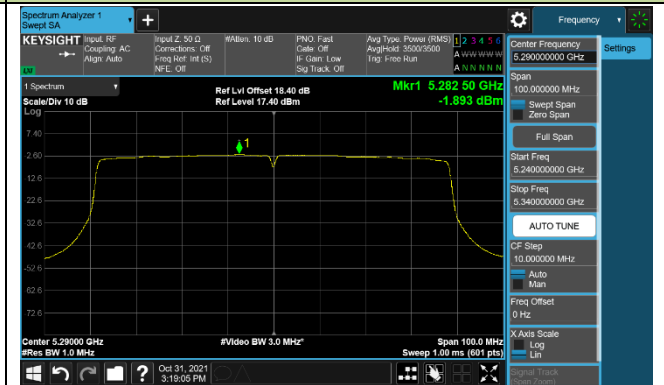 Spectrum Analyzer 1
Swept SA
+
Frequency
KEYSIGHT
Input: RF
Coupling: AC
Align: Auto
Input Z: 50 Ω
Corrections: Off
Freq Ref: Int (S)
NFE: Off
#Atten: 10 dB
PNO: Fast
Gate: Off
IF Gain: Low
Sig Track: Off
Avg Type: Power (RMS)
Avg|Hold: 3500/3500
Trig: Free Run
1 2 3 4 5 6
A W W W W W
A N N N N N
LW
1 Spectrum
Scale/Div 10 dB
Log
Ref Lvl Offset 18.40 dB
Ref Level 17.40 dBm
Mkr1 5.282 50 GHz
-1.893 dBm
1
7.40
-2.60
-12.6
-22.6
-32.6
-42.6
-52.6
-62.6
-72.6
Center 5.29000 GHz
#Res BW 1.0 MHz
#Video BW 3.0 MHz*
Span 100.0 MHz
Sweep 1.00 ms (601 pts)
Center Frequency
5.290000000 GHz
Settings
Span
100.000000 MHz
Swept Span
Zero Span
Full Span
Start Freq
5.240000000 GHz
Stop Freq
5.340000000 GHz
AUTO TUNE
CF Step
10.000000 MHz
Auto
Man
Freq Offset
0 Hz
X Axis Scale
Log
Lin
Signal Track
(Span Zoom)
?
Oct 31, 2021
3:19:05 PM